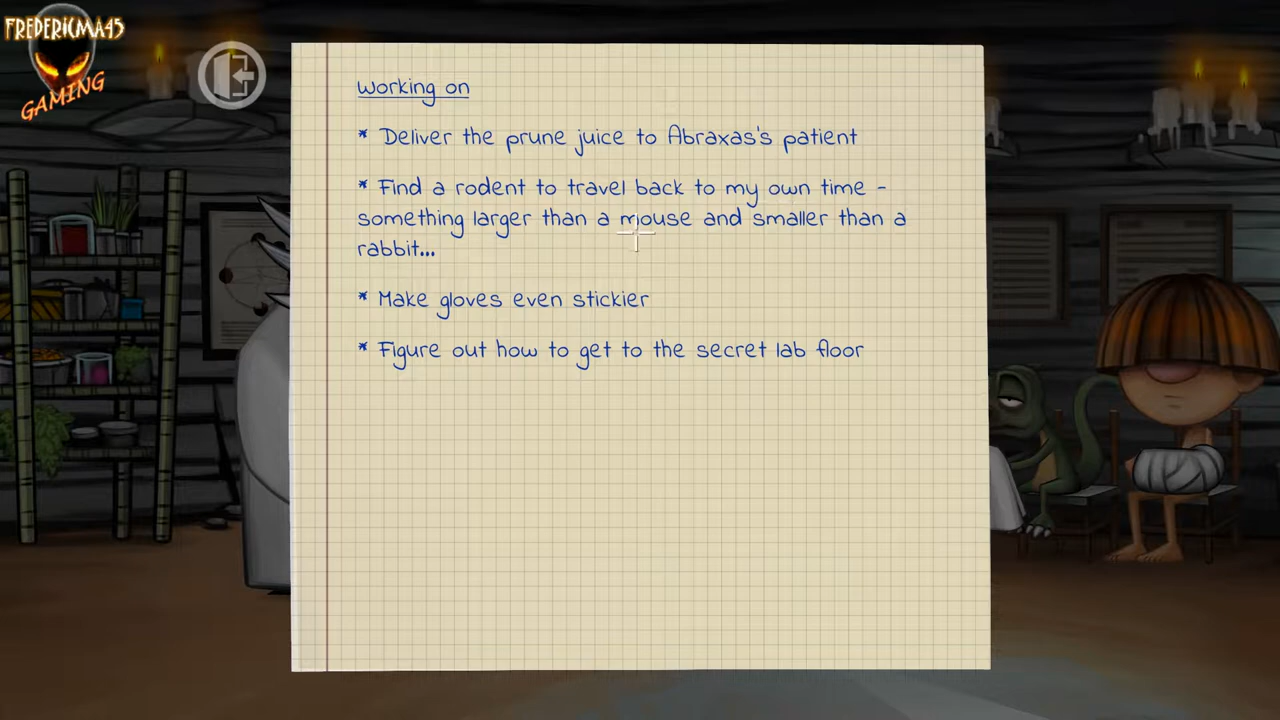 FREDERICMA45
GAMING
Working on
* Deliver the prune juice to Abraxas's patient
* Find a rodent to travel back to my own time -
something larger than a mouse and smaller than a
rabbit...
* Make gloves even stickier
* Figure out how to get to the secret lab floor